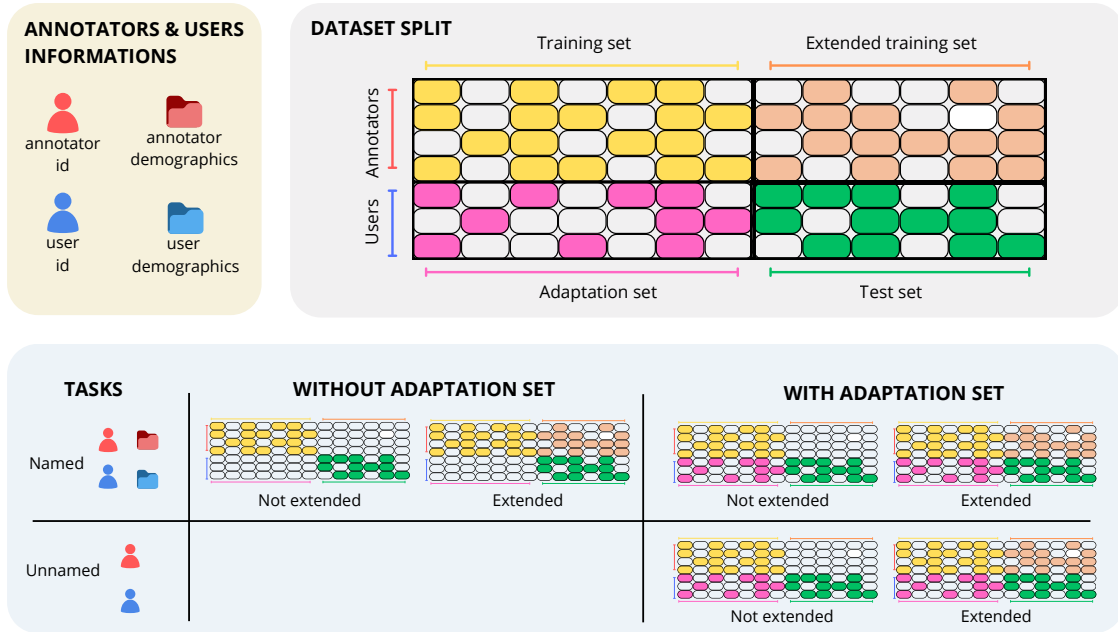 ANNOTATORS & USERS
INFORMATIONS
annotator
id
annotator
demographics
user
id
user
demographics
DATASET SPLIT
Training set
Extended training set
Annotators
Users
Adaptation set
Test set
TASKS
WITHOUT ADAPTATION SET
WITH ADAPTATION SET
Named
Not extended
Extended
Not extended
Extended
Unnamed
Not extended
Extended